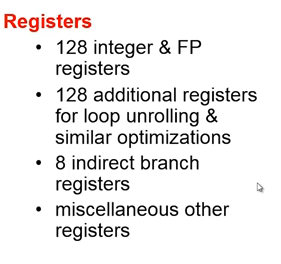 Registers
• 128 integer & FP
registers
• 128 additional registers
for loop unrolling &
similar optimizations
• 8 indirect branch
registers
• miscellaneous other
registers